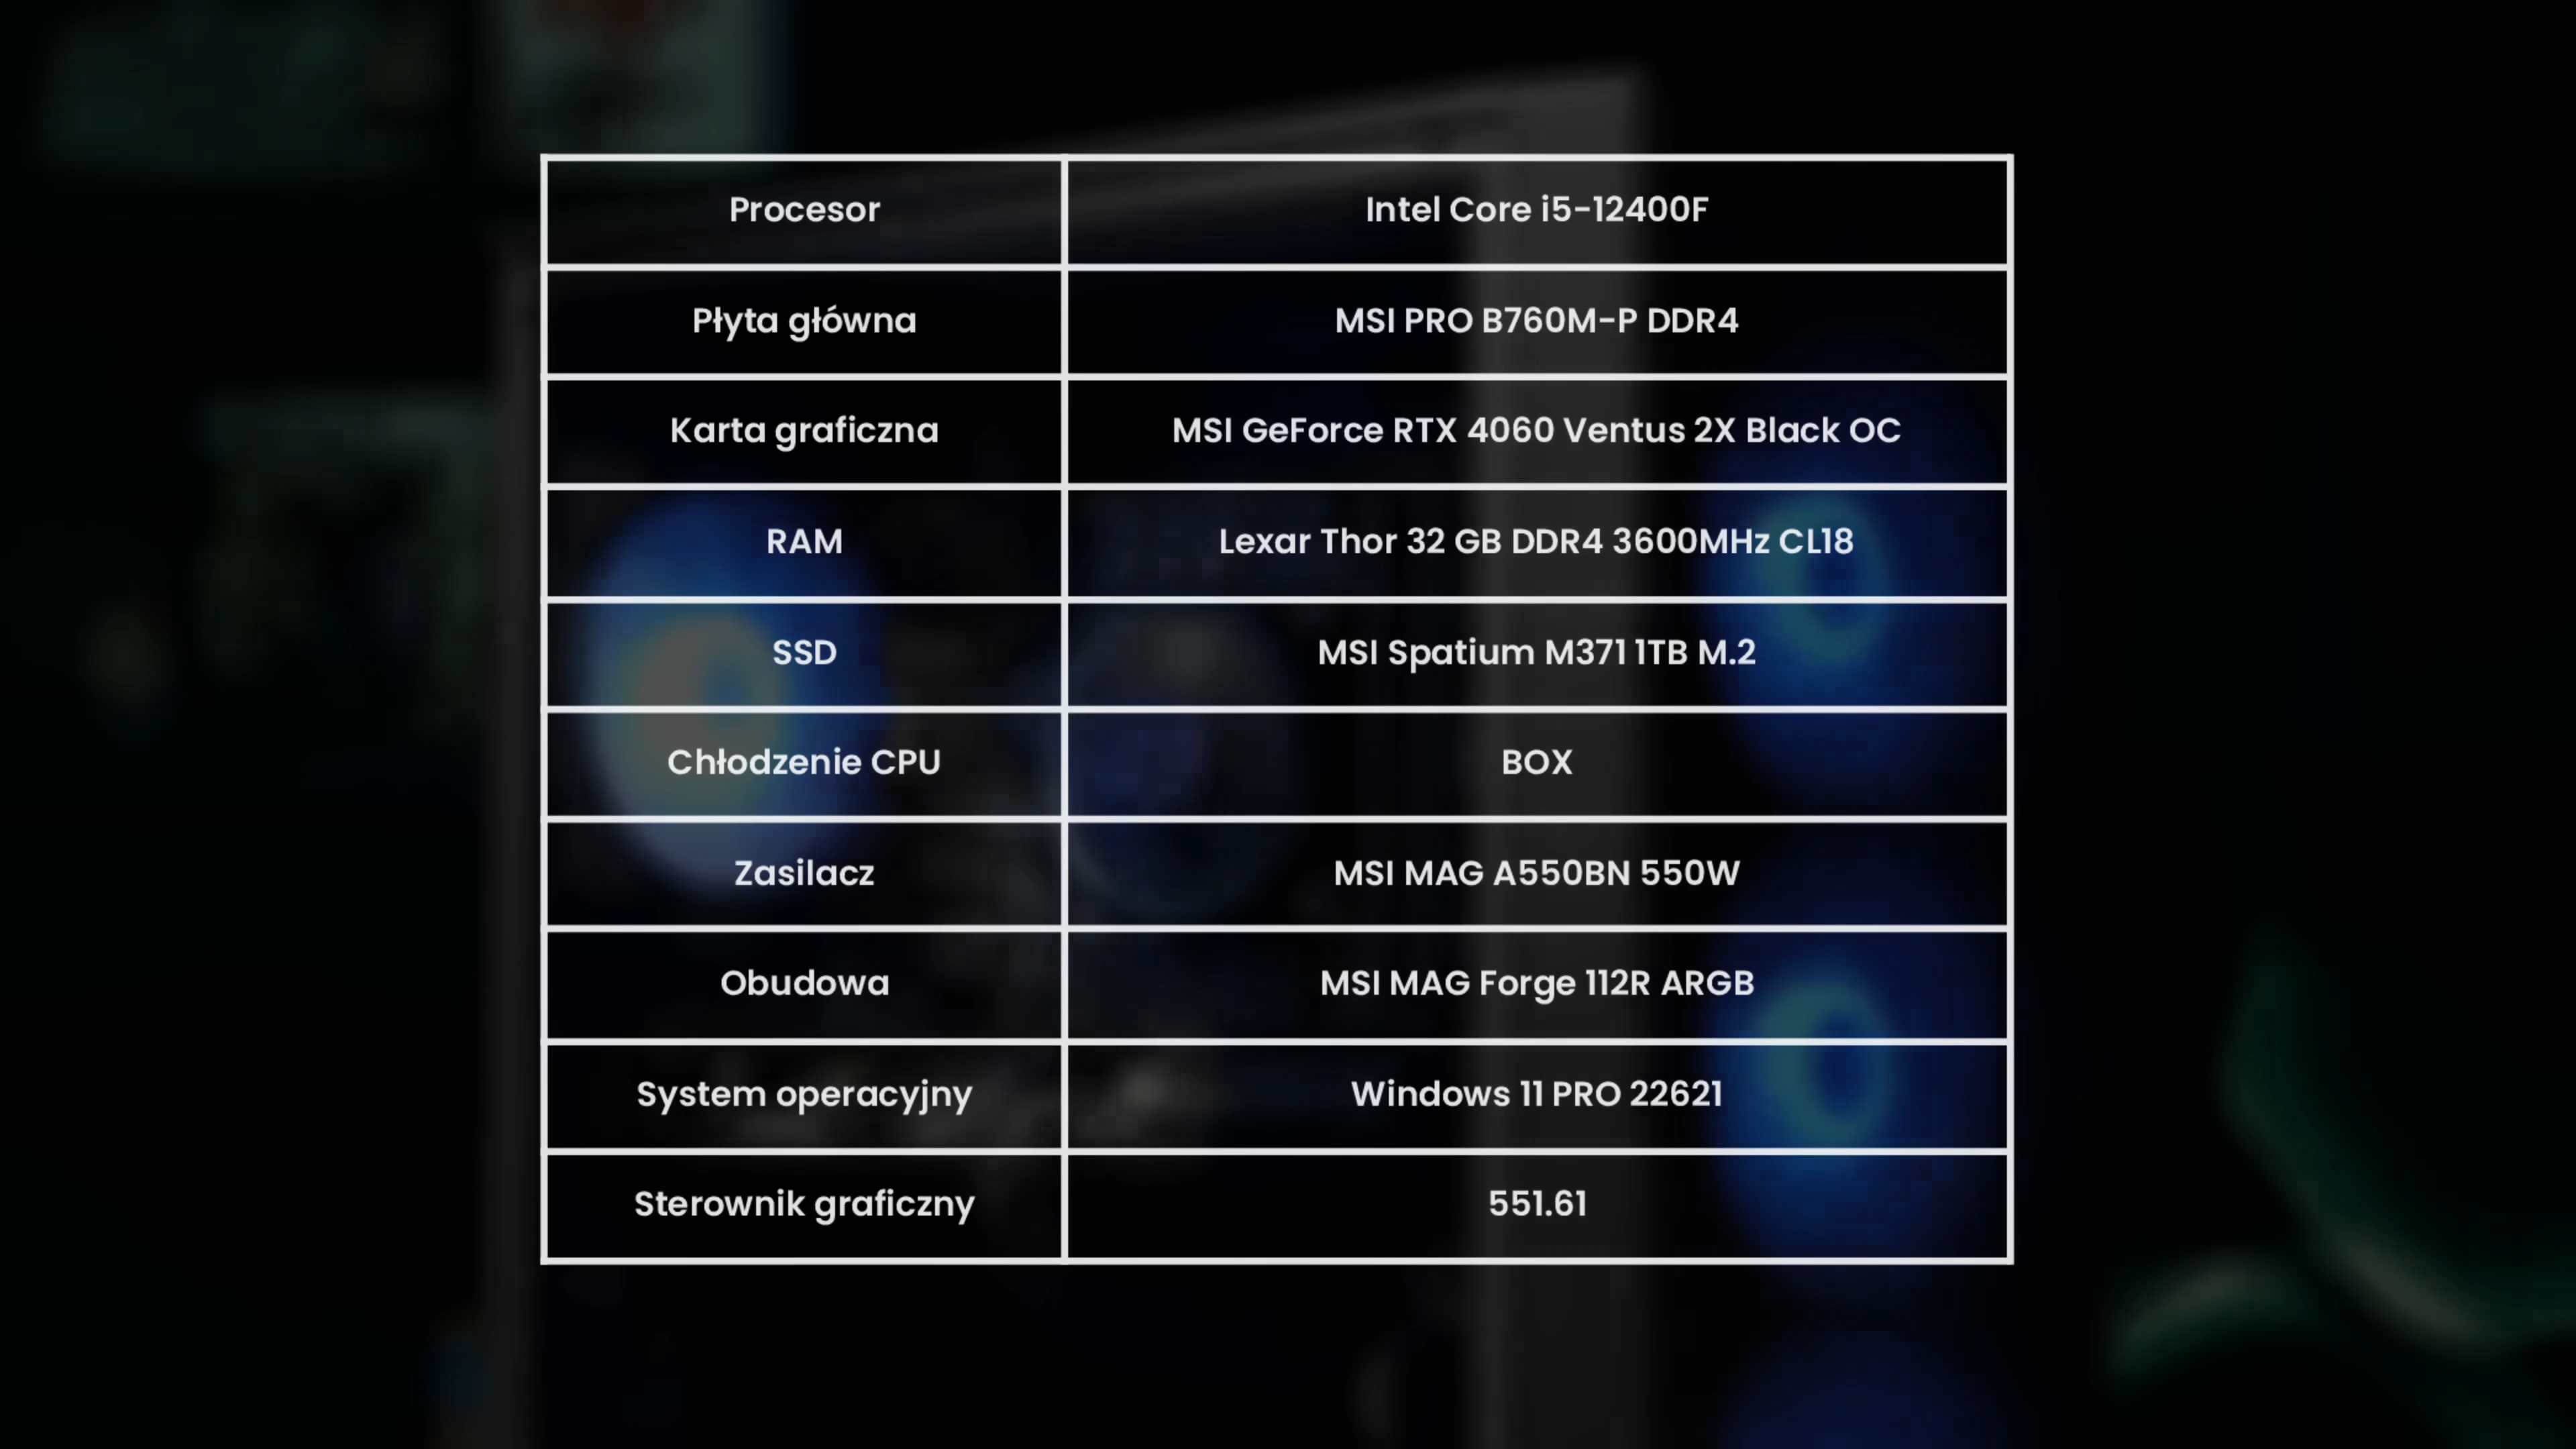 Procesor Intel Core i5-12400F
Płyta główna MSI PRO B760M-P DDR4
Karta graficzna MSI GeForce RTX 4060 Ventus 2X Black OC
RAM Lexar Thor 32 GB DDR4 3600MHz CL18
SSD MSI Spatium M371 1TB M.2
Chłodzenie CPU BOX
Zasilacz MSI MAG A550BN 550W
Obudowa MSI MAG Forge 112R ARGB
System operacyjny Windows 11 PRO 22621
Sterownik graficzny 551.61